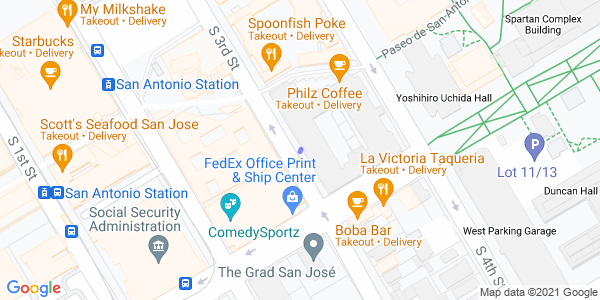 My Milkshake
Takeout • Delivery
Spoonfish Poke
Takeout • Delivery
Spartan Complex
Building
Starbucks
Takeout • Delivery
S 3rd St
Paseo-de-San-Anto
San Antonio Station
Philz Coffee
Takeout • Delivery
Yoshihiro Uchida Hall
Scott's Seafood San Jose
Takeout • Delivery
S 1st St
FedEx Office Print
& Ship Center
La Victoria Taqueria
Takeout • Delivery
P
Lot 11/13
San Antonio Station
Duncan Hall
Social Security
Administration
ComedySportz
Boba Bar
Takeout • Delivery
West Parking Garage
S 4th St
The Grad San José
Google
Map data ©2021 Google